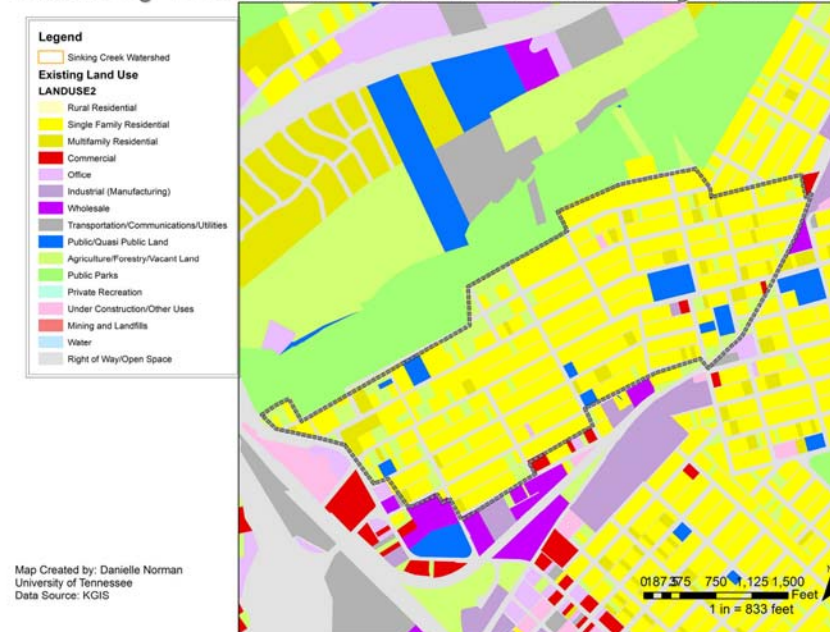 Legend
Sinking Creek Watershed
Existing Land Use
LANDUSE2
Rural Residential
Single Family Residential
Multifamily Residential
Commercial
Office
Industrial (Manufacturing)
Wholesale
Transportation/Communications/Utilities
Public/Quasi Public Land
Agriculture/Forestry/Vacant Land
Public Parks
Private Recreation
Under Construction/Other Uses
Mining and Landfills
Water
Right of Way/Open Space
Map Created by: Danielle Norman
University of Tennessee
Data Source: KGIS
0187.5375 750 1,125 1,500
Feet
1 in = 833 feet